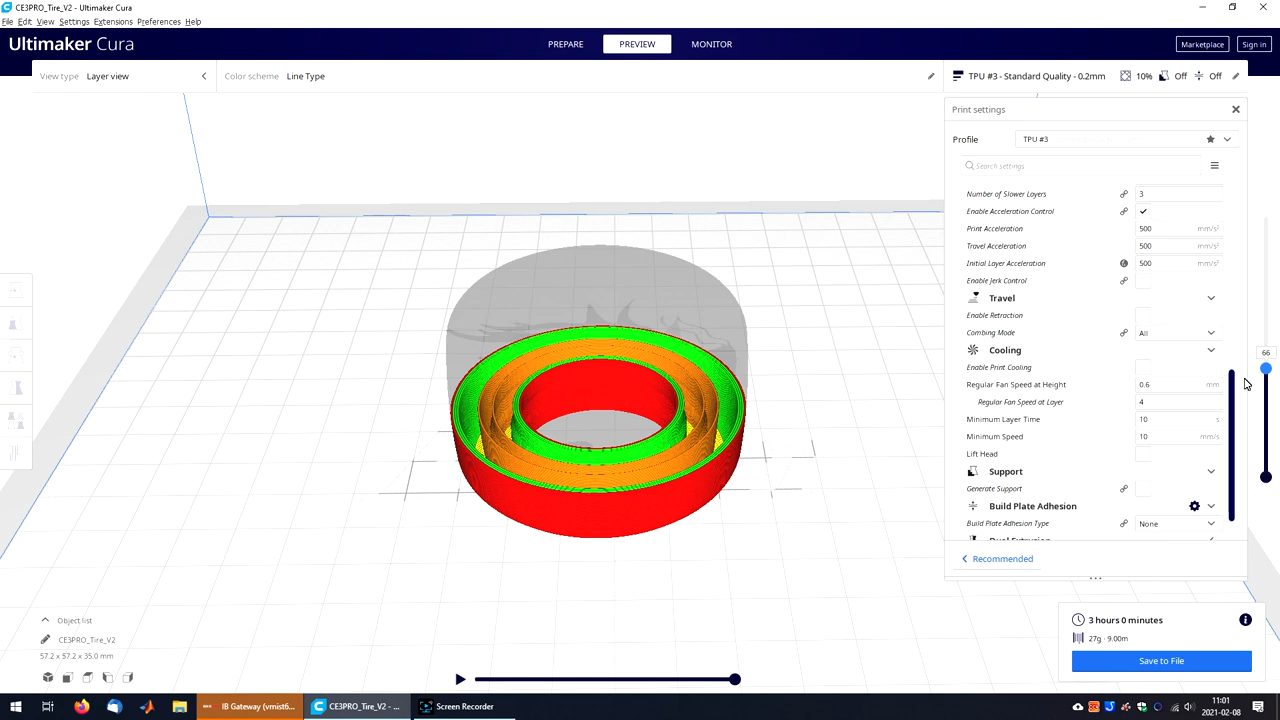 CE3PRO_Tire_V2 - Ultimaker Cura
File Edit View Settings Extensions Preferences Help
Ultimaker Cura
PREPARE PREVIEW MONITOR
Marketplace Sign in
View type Layer view
Color scheme Line Type
TPU #3 - Standard Quality - 0.2mm 10% Off Off
Print settings
Profile TPU #3
Search settings
Number of Slower Layers 3
Enable Acceleration Control
Print Acceleration 500 mm/s²
Travel Acceleration 500 mm/s²
Initial Layer Acceleration 500 mm/s²
Enable Jerk Control
Travel
Enable Retraction
Combing Mode All
Cooling
Enable Print Cooling
Regular Fan Speed at Height 0.6 mm
Regular Fan Speed at Layer 4
Minimum Layer Time 10 s
Minimum Speed 10 mm/s
Lift Head
Support
Generate Support
Build Plate Adhesion
Build Plate Adhesion Type None
Dual Extrusion
Recommended
66
Object list
CE3PRO_Tire_V2
57.2 x 57.2 x 35.0 mm
3 hours 0 minutes
27g · 9.00m
Save to File
IB Gateway (vmist6...
CE3PRO_Tire_V2 - ...
Screen Recorder
11:01
2021-02-08